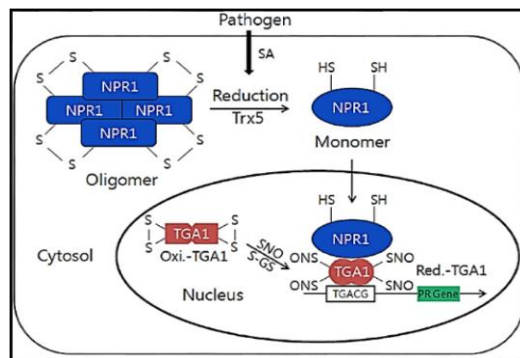 Pathogen
SA
S S
S S
NPR1
NPR1 NPR1
NPR1
S S
S S
Oligomer
Reduction
Trx5
HS SH
NPR1
Monomer
HS SH
NPR1
S S
TGA1
S S
Oxi.-TGA1
SNO
S-GS
ONS SNO
TGA1
ONS SNO
Red.-TGA1
TGACG
PR Gene
Cytosol
Nucleus